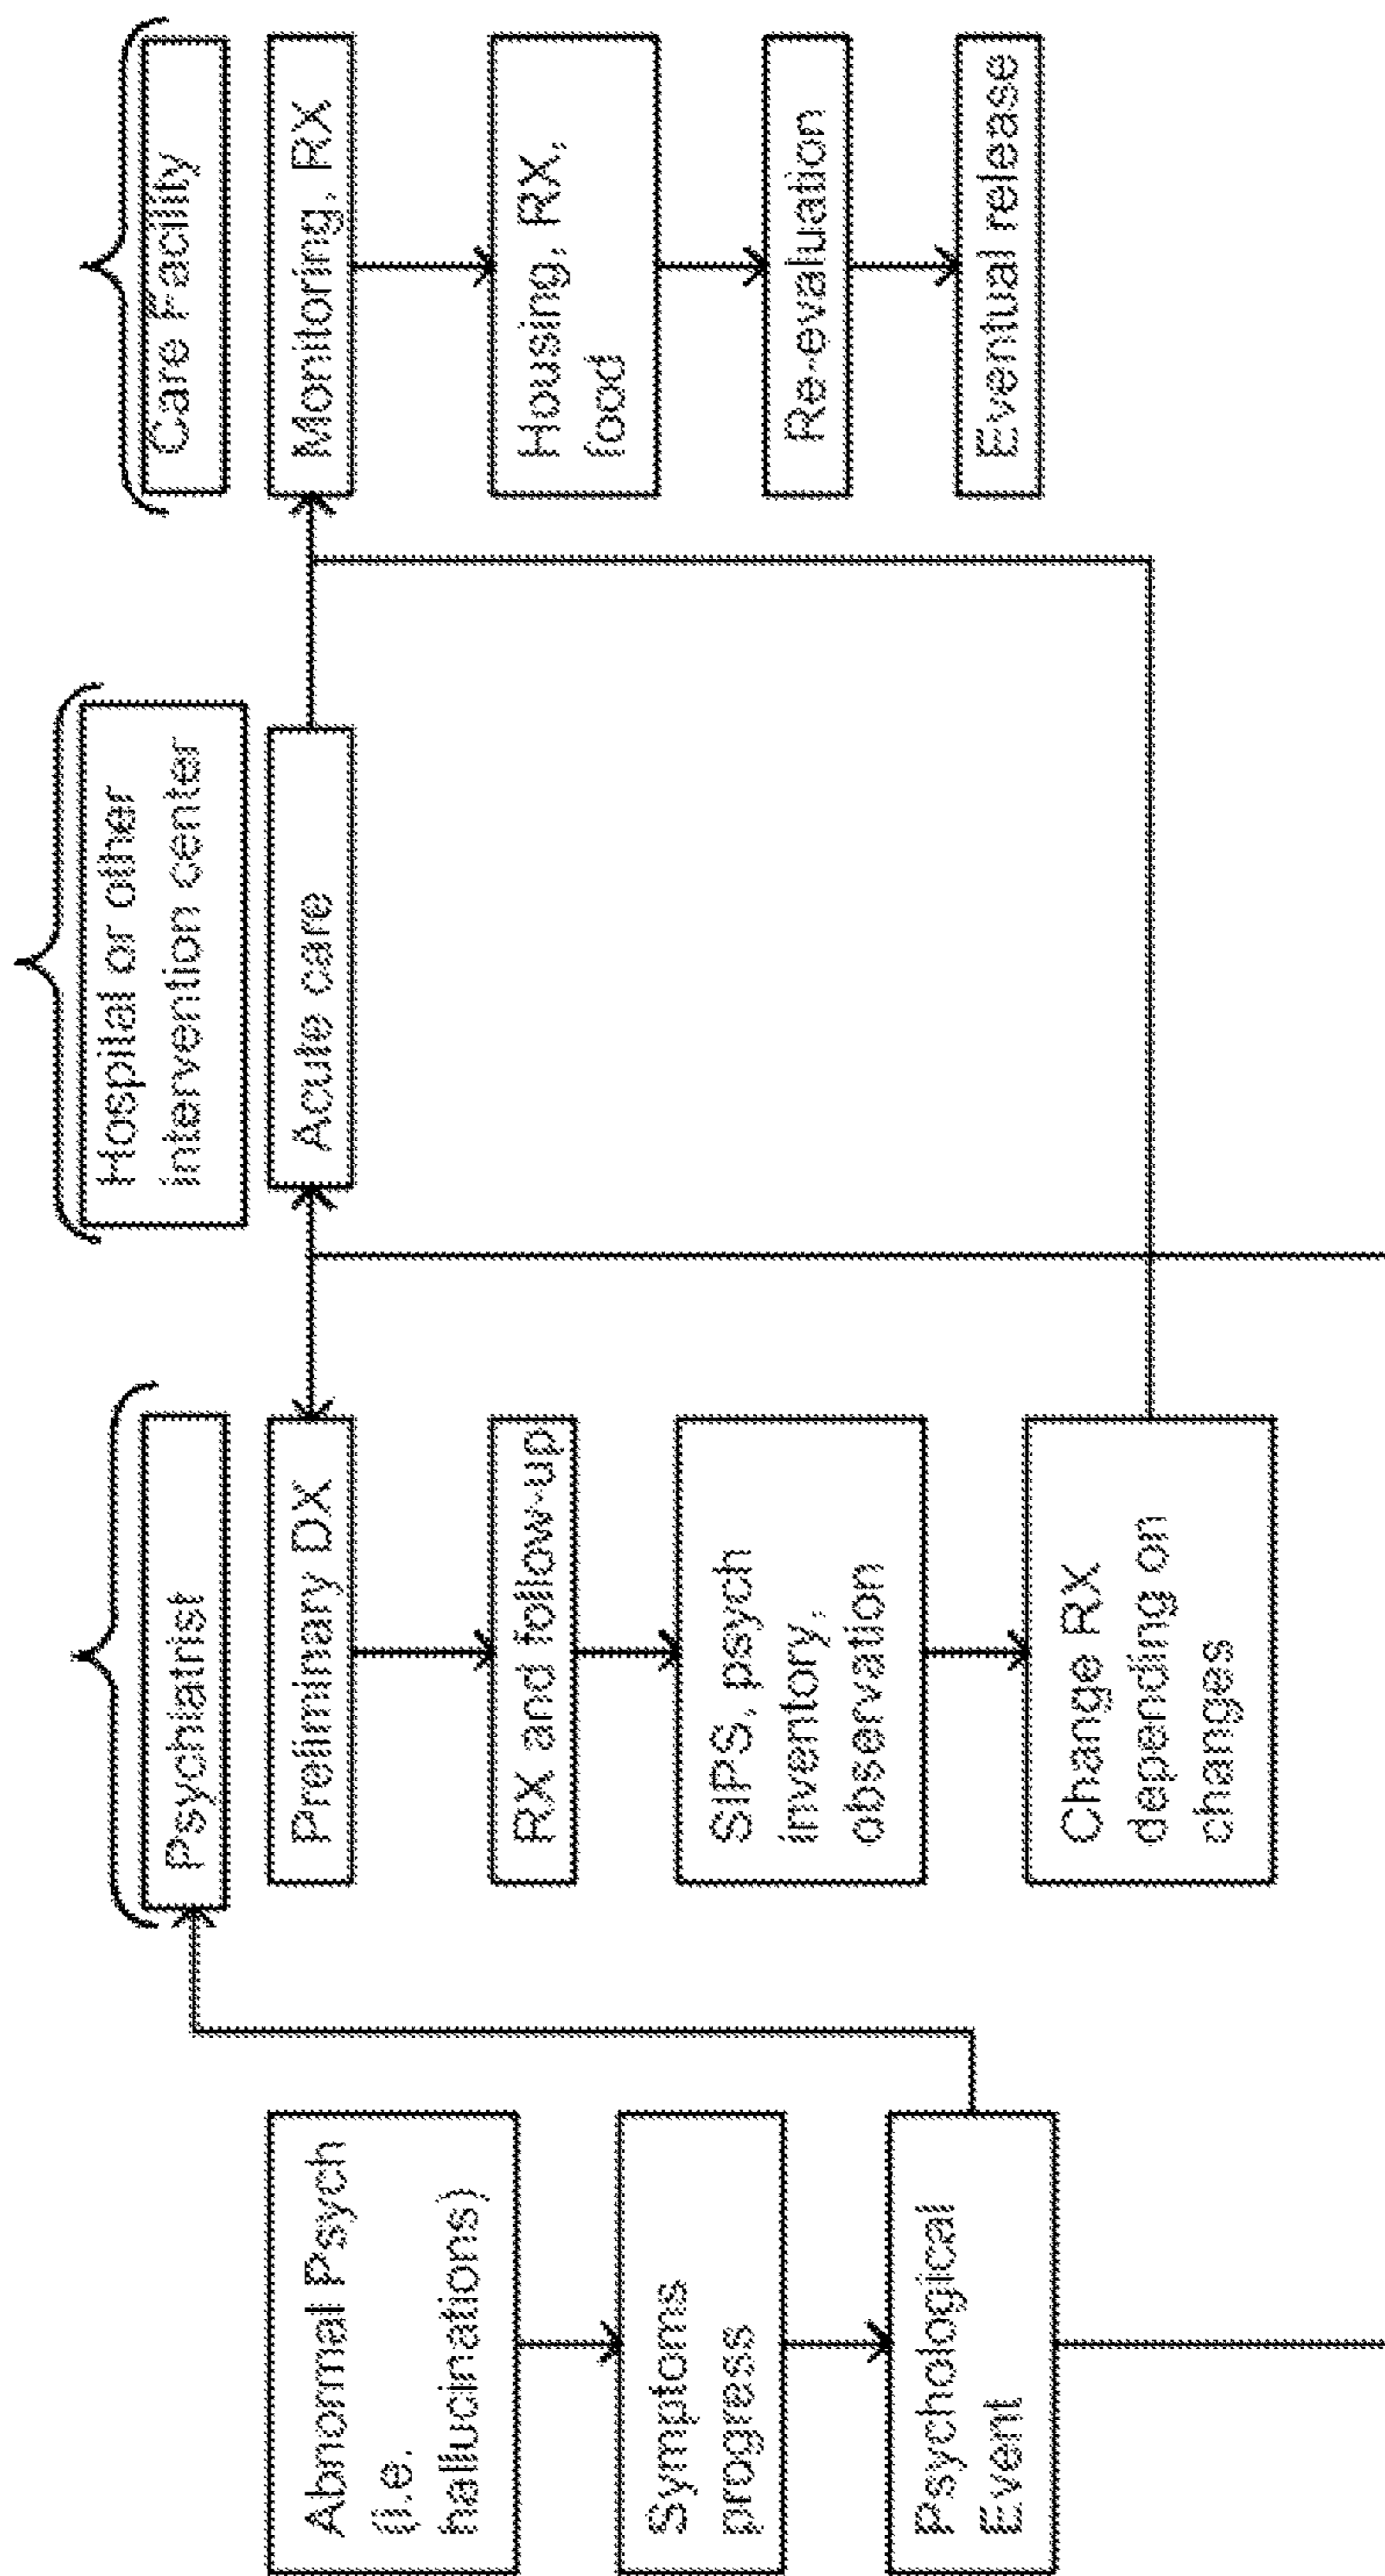 Abnormal Psych
(i.e.
hallucinations)
Symptoms
progress
Psychological
Event
Psychiatrist
Preliminary DX
RX and follow-up
SIPS, psych
inventory,
observation
Change RX
depending on
changes
Hospital or other
intervention center
Acute care
Care Facility
Monitoring, RX
Housing, RX,
food
Re-evaluation
Eventual release